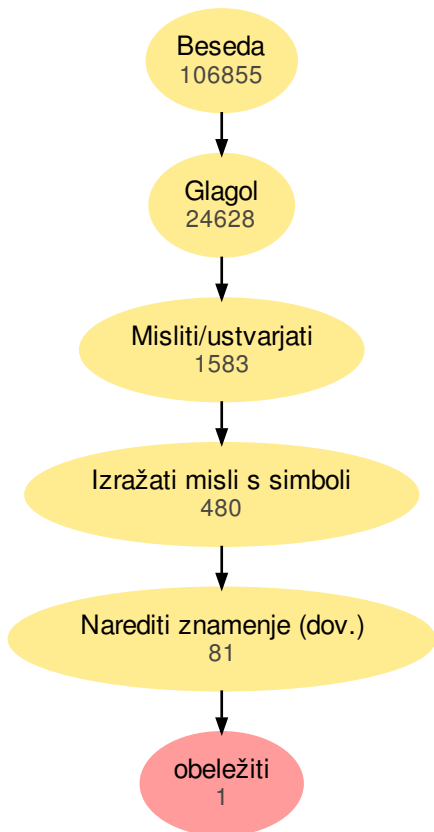 Beseda
106855
Glagol
24628
Misliti/ustvarjati
1583
Izražati misli s simboli
480
Narediti znamenje (dov.)
81
obeležiti
1